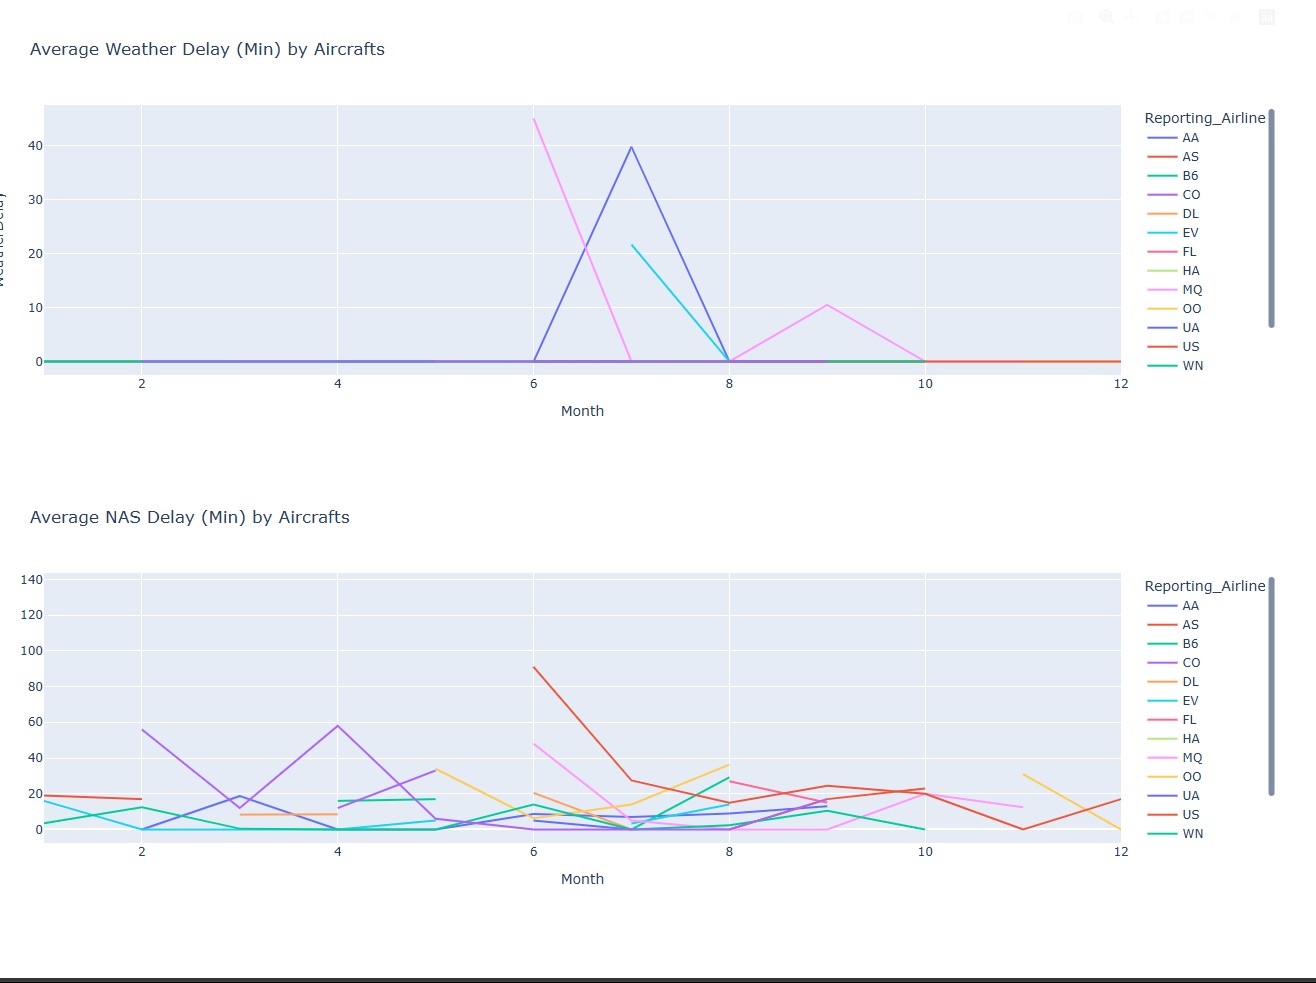 Average Weather Delay (Min) by Aircrafts
40
30
20
10
0
2 4 6 8 10 12
Month
Reporting_Airline
AA
AS
B6
CO
DL
EV
FL
HA
MQ
OO
UA
US
WN
Average NAS Delay (Min) by Aircrafts
140
120
100
80
60
40
20
0
2 4 6 8 10 12
Month
Reporting_Airline
AA
AS
B6
CO
DL
EV
FL
HA
MQ
OO
UA
US
WN